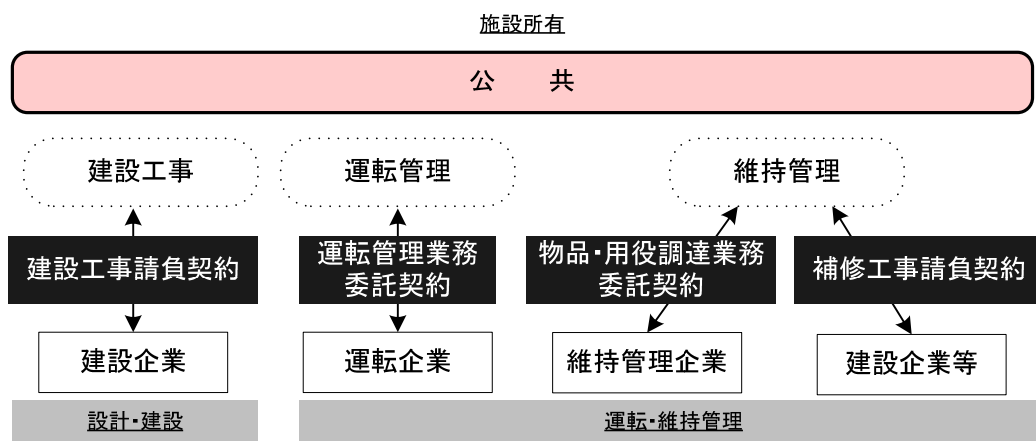 施設所有
公　共
建設工事
運転管理
維持管理
建設工事請負契約
運転管理業務
委託契約
物品・用役調達業務
委託契約
補修工事請負契約
建設企業
運転企業
維持管理企業
建設企業等
設計・建設
運転・維持管理